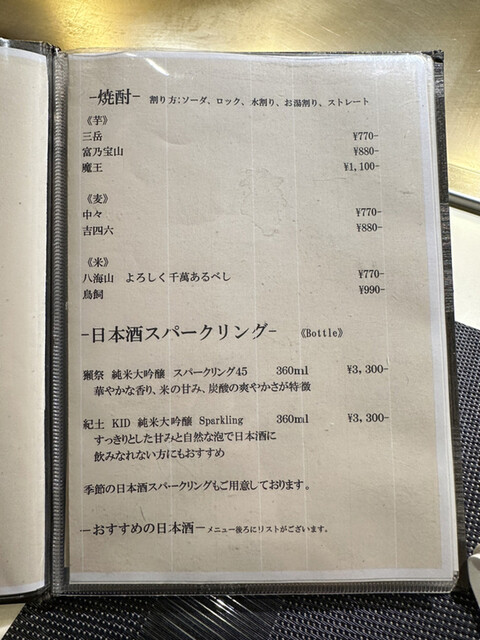 -焼酎- 割り方:ソーダ、ロック、水割り、お湯割り、ストレート
《芋》
三岳 ¥770-
富乃宝山 ¥880-
魔王 ¥1,100-
《麦》
中々 ¥770-
吉四六 ¥880-
《米》
八海山 よろしく千萬あるべし ¥770-
鳥飼 ¥990-
-日本酒スパークリング- 《Bottle》
獺祭 純米大吟醸 スパークリング45 360ml ¥3,300-
華やかな香り、米の甘み、炭酸の爽やかさが特徴
紀土 KID 純米大吟醸 Sparkling 360ml ¥3,300-
すっきりとした甘みと自然な泡で日本酒に
飲みなれない方にもおすすめ
季節の日本酒スパークリングもご用意しております。
-おすすめの日本酒- メニュー後ろにリストがございます。